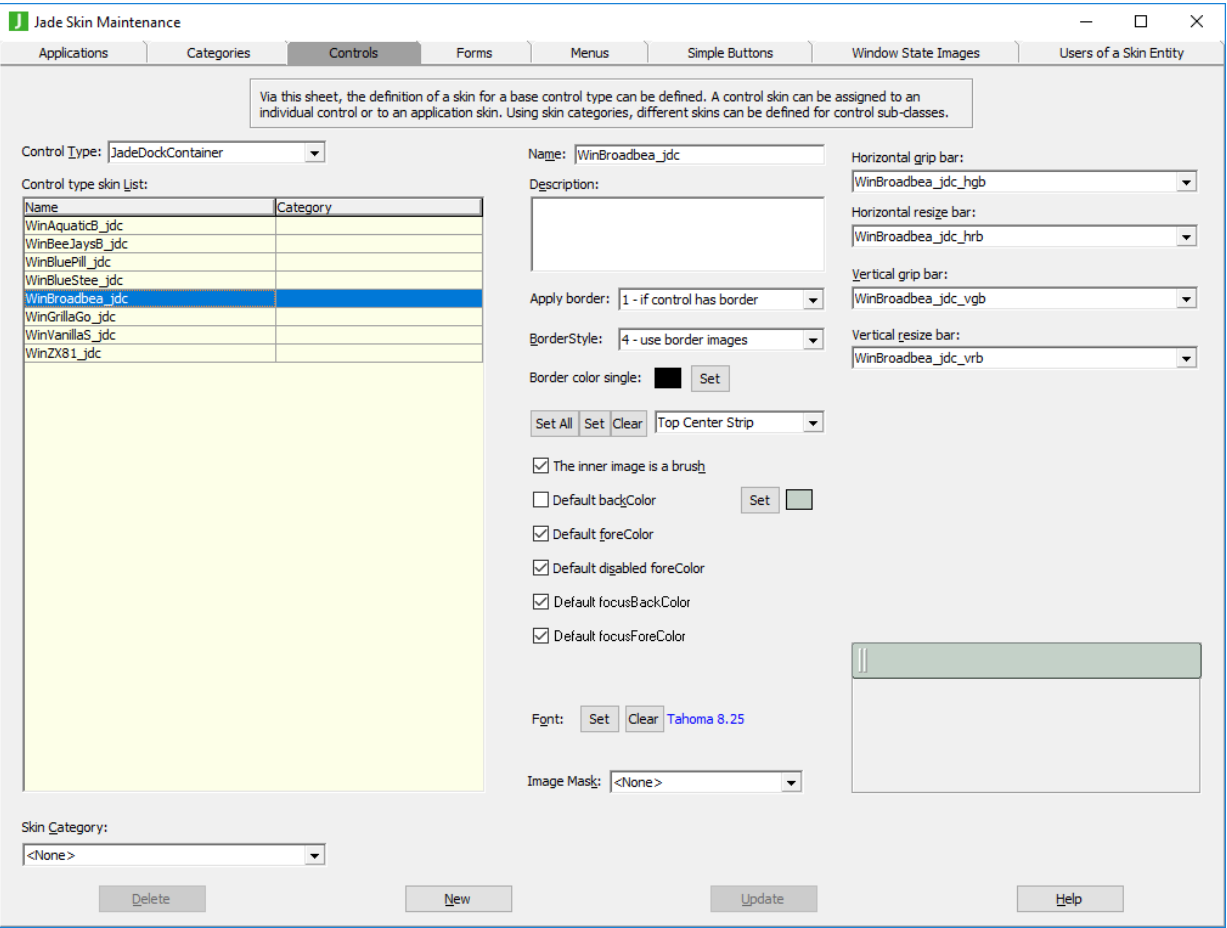 Jade Skin Maintenance
Applications
Categories
Controls
Forms
Menus
Simple Buttons
Window State Images
Users of a Skin Entity
Via this sheet, the definition of a skin for a base control type can be defined. A control skin can be assigned to an
individual control or to an application skin. Using skin categories, different skins can be defined for control sub-classes.
Control Type: JadeDockContainer
Control type skin List:
Name Category
WinAquaticB_jdc
WinBeeJaysB_jdc
WinBluePill_jdc
WinBlueStee_jdc
WinBroadbea_jdc
WinGrillaGo_jdc
WinVanillaS_jdc
WinZX81_jdc
Skin Category:
<None>
Name: WinBroadbea_jdc
Description:
Apply border: 1 - if control has border
BorderStyle: 4 - use border images
Border color single: Set
Set All Set Clear Top Center Strip
The inner image is a brush
Default backColor Set
Default foreColor
Default disabled foreColor
Default focusBackColor
Default focusForeColor
Font: Set Clear Tahoma 8.25
Image Mask: <None>
Horizontal grip bar:
WinBroadbea_jdc_hgb
Horizontal resize bar:
WinBroadbea_jdc_hrb
Vertical grip bar:
WinBroadbea_jdc_vgb
Vertical resize bar:
WinBroadbea_jdc_vrb
Delete
New
Update
Help